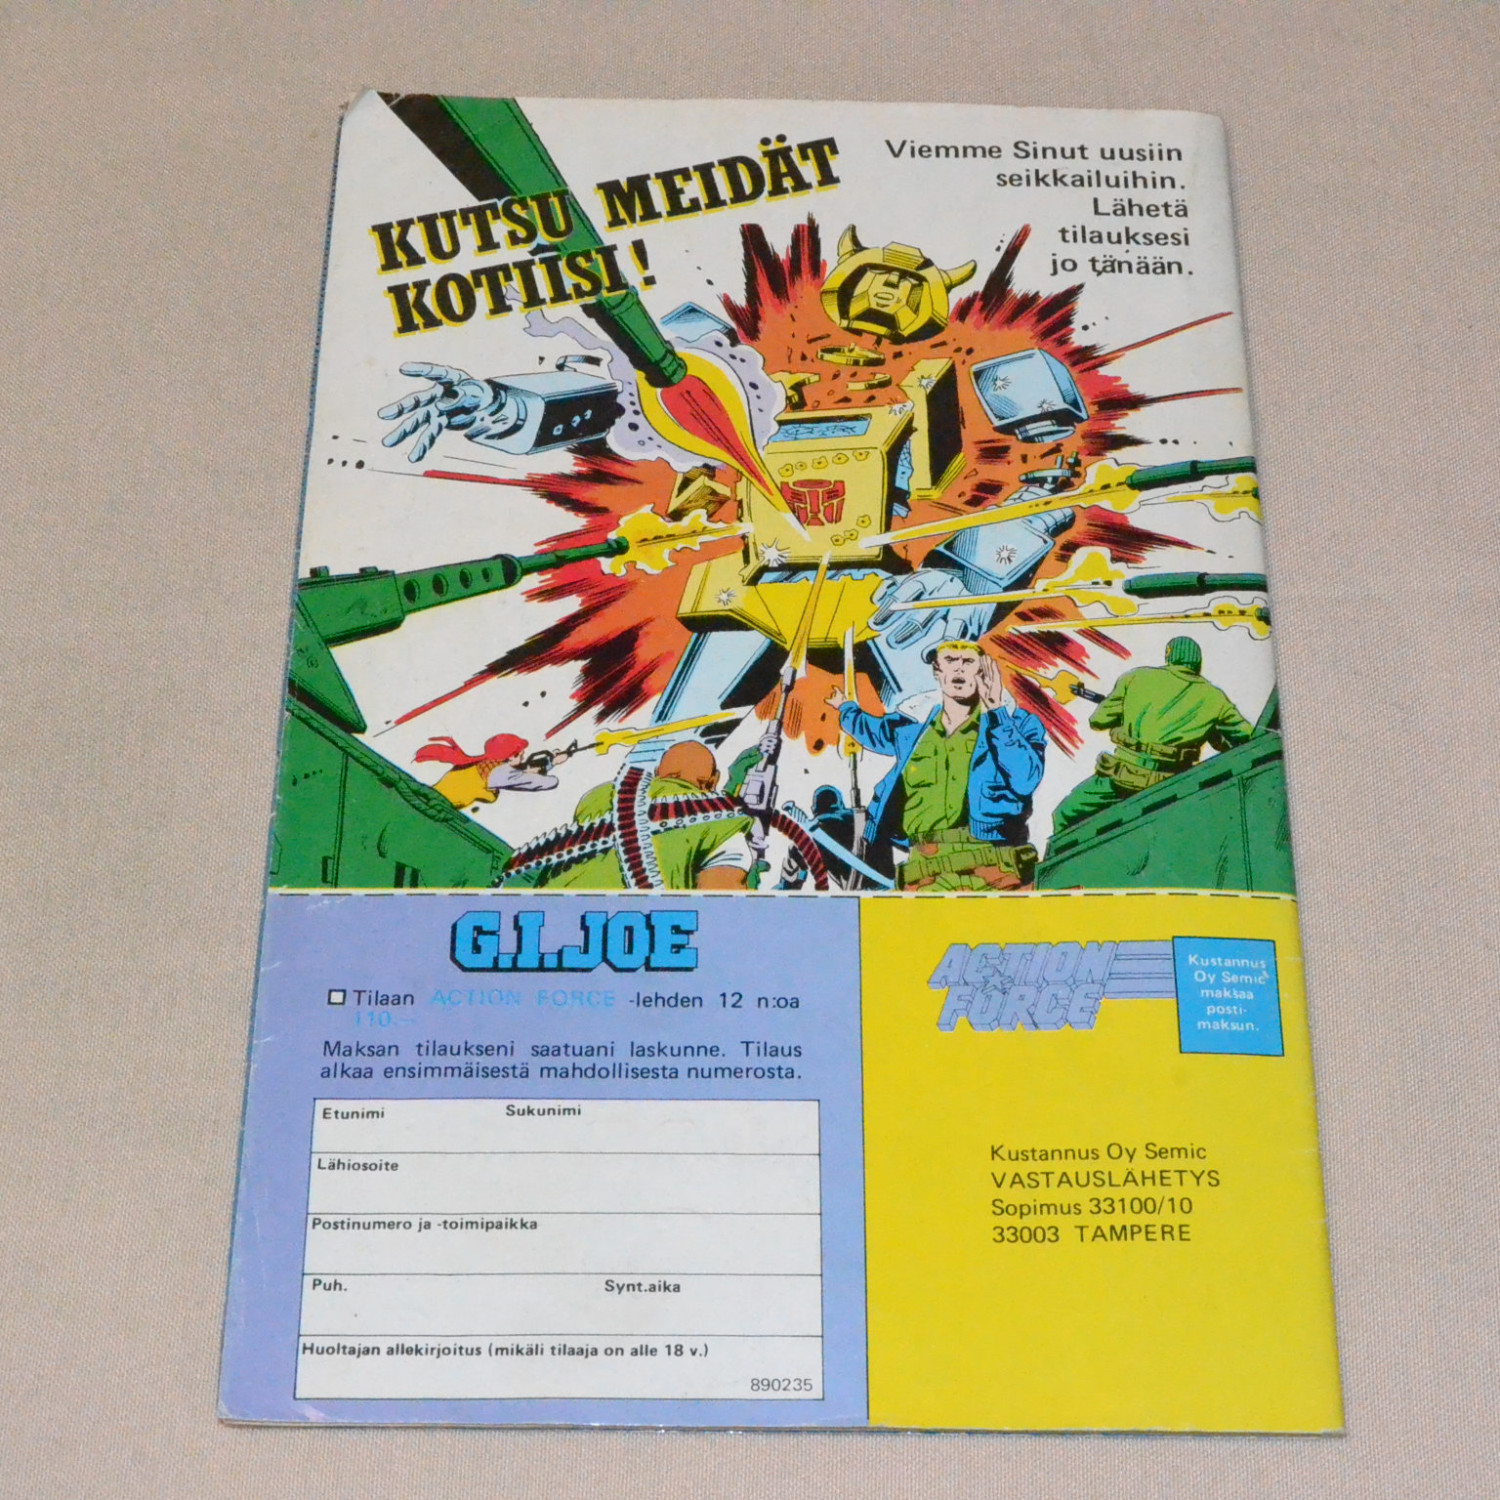 KUTSU MEIDÄT
KOTIISI!
Viemme Sinut uusiin
seikkailuihin.
Lähetä
tilauksesi
jo tänään.
G.I.JOE
Tilaan ACTION FORCE -lehden 12 n:oa
110.—
Maksan tilaukseni saatuani laskunne. Tilaus
alkaa ensimmäisestä mahdollisesta numerosta.
Etunimi Sukunimi
Lähiosoite
Postinumero ja -toimipaikka
Puh. Synt.aika
Huoltajan allekirjoitus (mikäli tilaaja on alle 18 v.)
890235
ACTION
FORCE
Kustannus
Oy Semic
maksaa
posti-
maksun.
Kustannus Oy Semic
VASTAUSLÄHETYS
Sopimus 33100/10
33003 TAMPERE